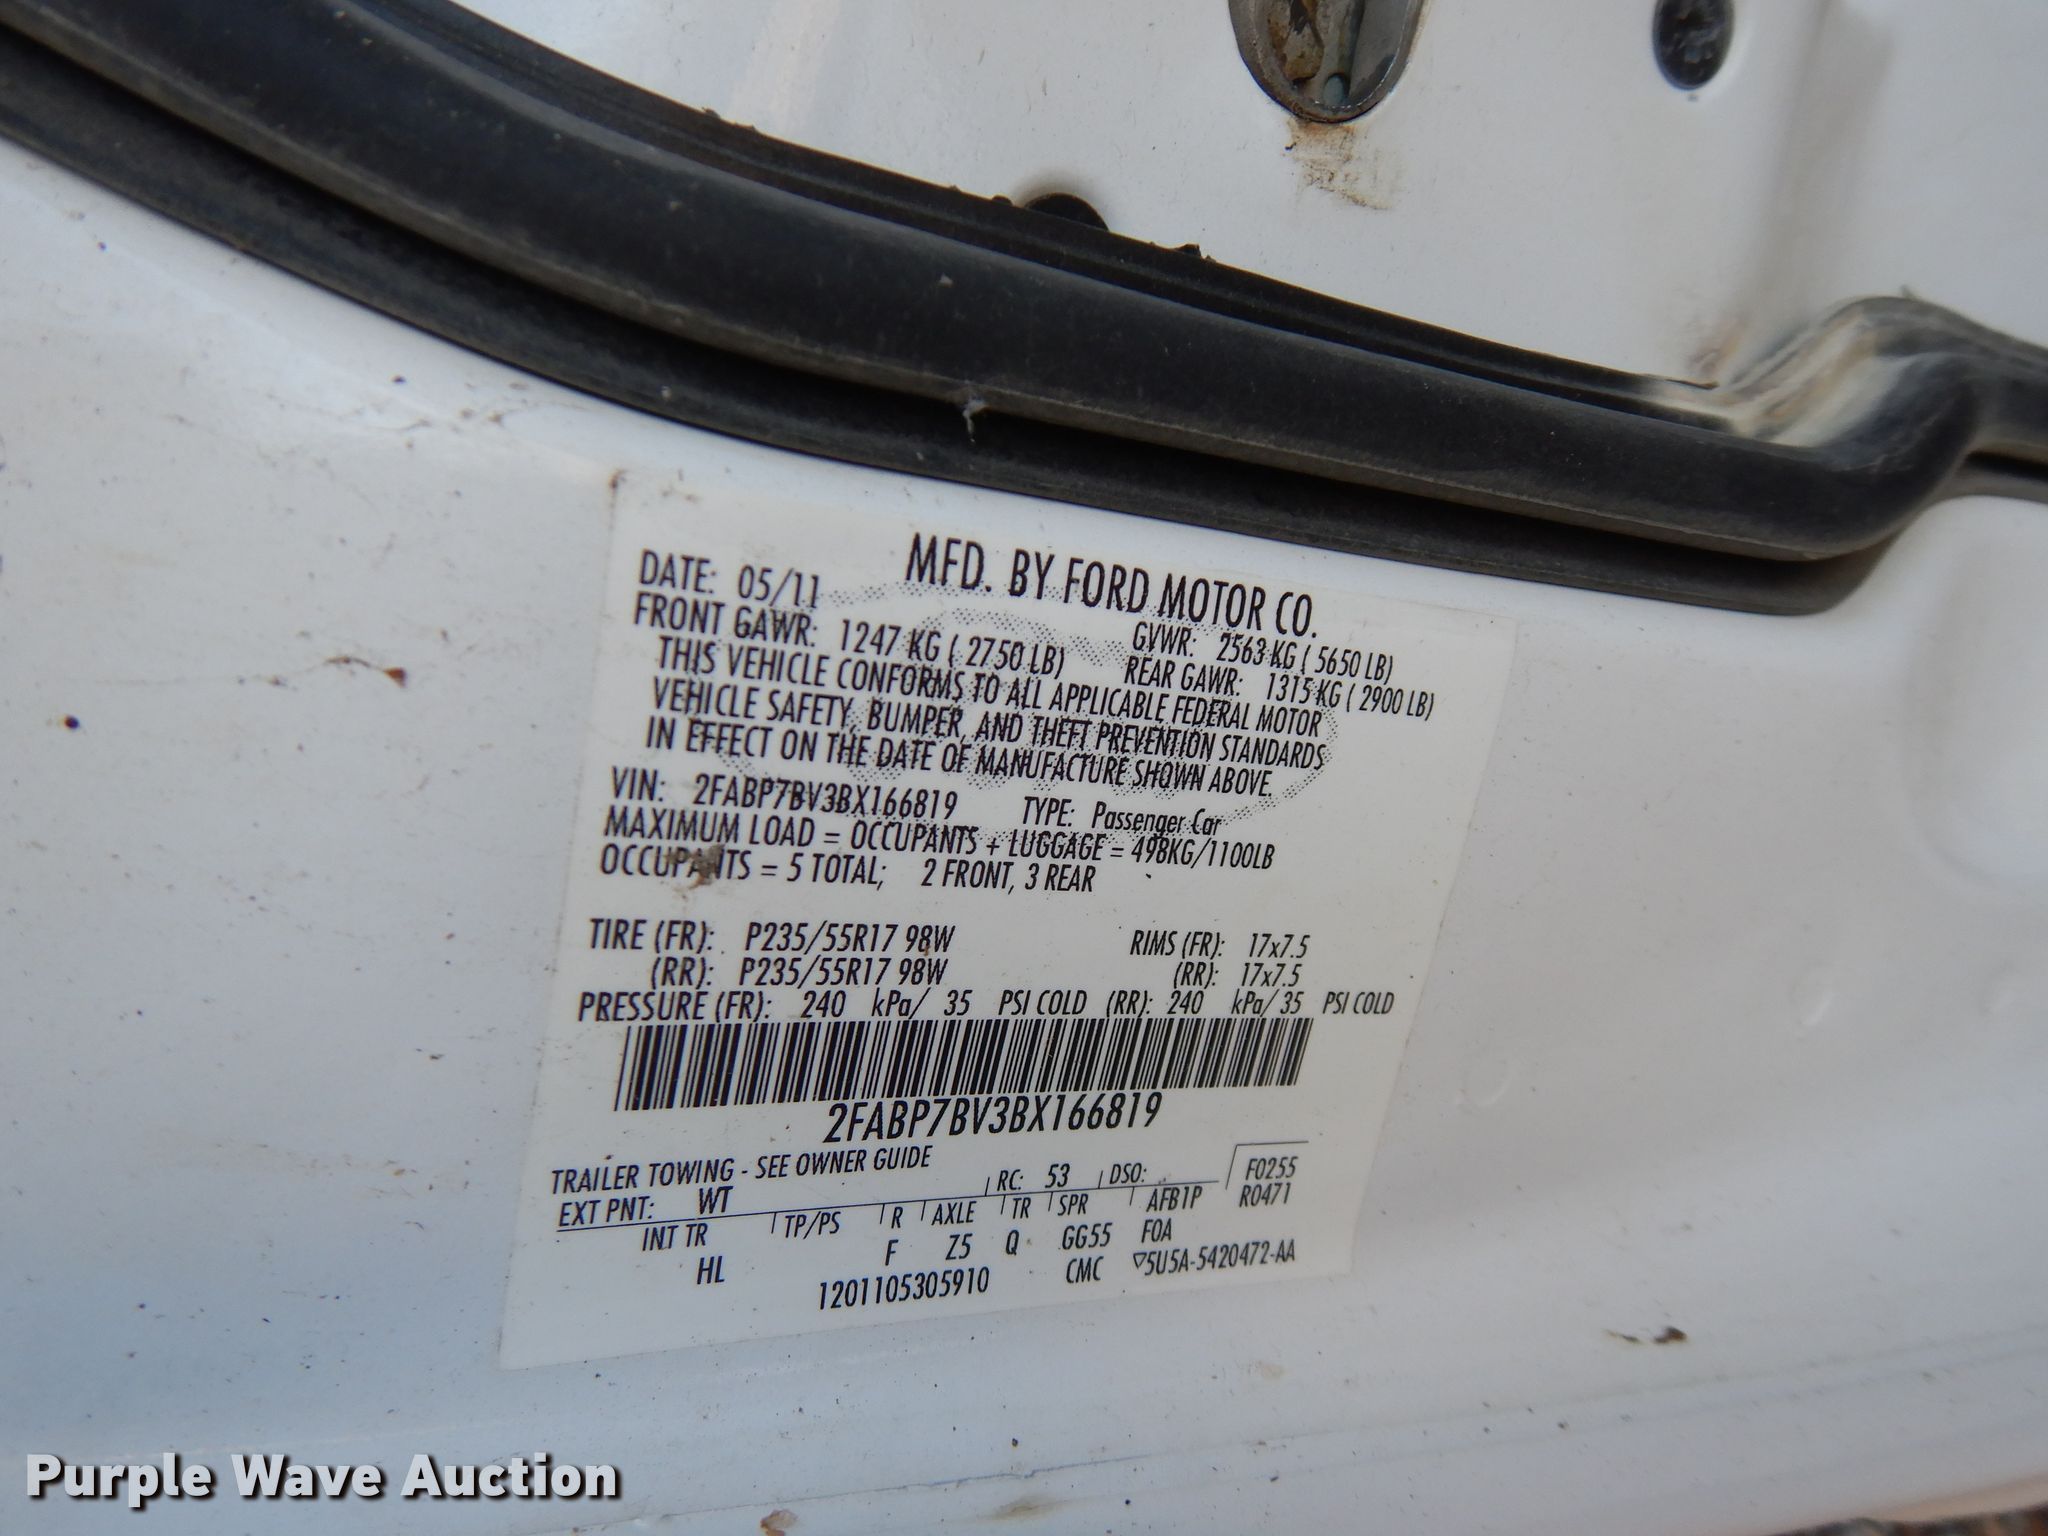 MFD. BY FORD MOTOR CO.
DATE: 05/11 GVWR: 2563 KG ( 5650 LB)
FRONT GAWR: 1247 KG ( 2750 LB) REAR GAWR: 1315 KG ( 2900 LB)
THIS VEHICLE CONFORMS TO ALL APPLICABLE FEDERAL MOTOR
VEHICLE SAFETY, BUMPER, AND THEFT PREVENTION STANDARDS
IN EFFECT ON THE DATE OF MANUFACTURE SHOWN ABOVE.
VIN: 2FABP7BV3BX166819 TYPE: Passenger Car
MAXIMUM LOAD = OCCUPANTS + LUGGAGE = 498KG/1100LB
OCCUPANTS = 5 TOTAL; 2 FRONT, 3 REAR
TIRE (FR): P235/55R17 98W RIMS (FR): 17x7.5
(RR): P235/55R17 98W (RR): 17x7.5
PRESSURE (FR): 240 kPa/ 35 PSI COLD (RR): 240 kPa/ 35 PSI COLD
2FABP7BV3BX166819
TRAILER TOWING - SEE OWNER GUIDE F0255
EXT PNT: WT RC: 53 DSO: R0471
INT TR TP/PS R AXLE TR SPR AFB1P
HL F Z5 Q GG55 F0A
1201105305910 CMC ▽5U5A-5420472-AA
Purple Wave Auction